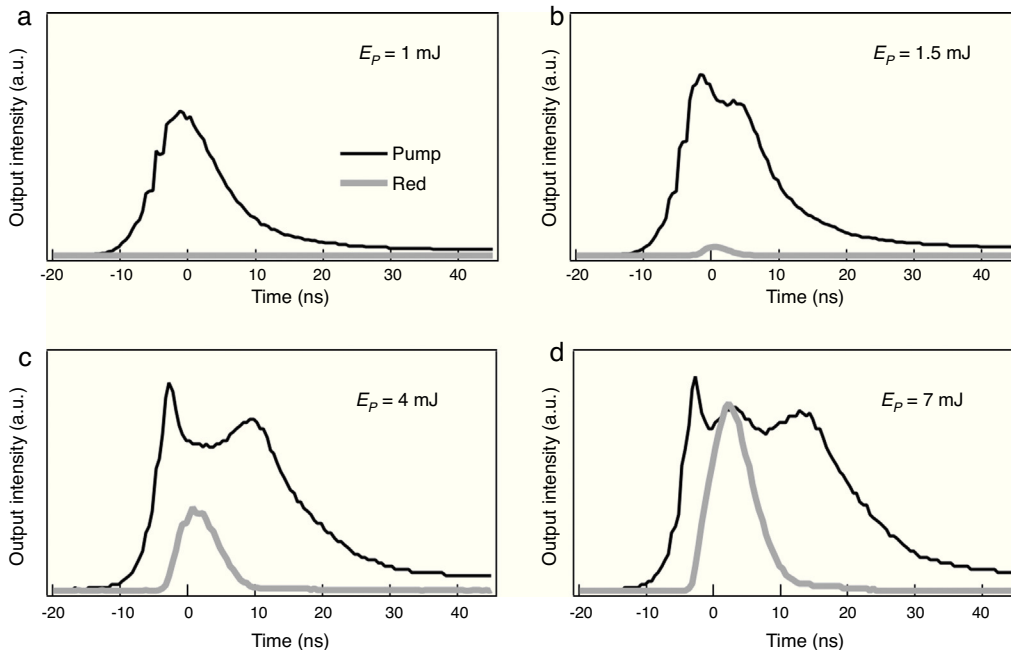 a
E_P = 1 mJ
Output intensity (a.u.)
Pump
Red
-20 -10 0 10 20 30 40
Time (ns)
b
E_P = 1.5 mJ
Output intensity (a.u.)
-20 -10 0 10 20 30 40
Time (ns)
c
E_P = 4 mJ
Output intensity (a.u.)
-20 -10 0 10 20 30 40
Time (ns)
d
E_P = 7 mJ
Output intensity (a.u.)
-20 -10 0 10 20 30 40
Time (ns)